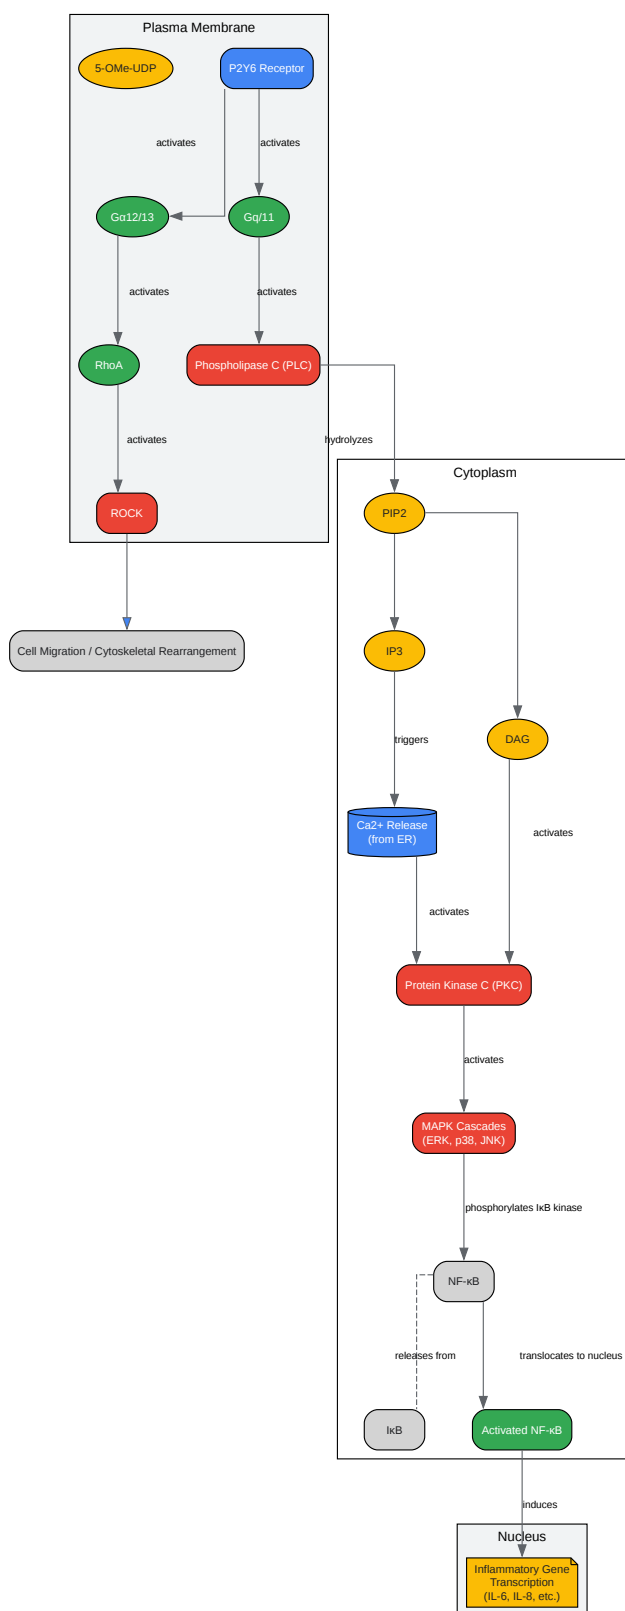 Plasma Membrane
5-OMe-UDP
P2Y6 Receptor
activates
activates
Gα12/13
Gq/11
activates
activates
RhoA
Phospholipase C (PLC)
activates
hydrolyzes
Cytoplasm
ROCK
PIP2
Cell Migration / Cytoskeletal Rearrangement
IP3
triggers
DAG
Ca2+ Release
(from ER)
activates
activates
Protein Kinase C (PKC)
activates
MAPK Cascades
(ERK, p38, JNK)
phosphorylates IκB kinase
NF-κB
releases from
translocates to nucleus
IκB
Activated NF-κB
induces
Nucleus
Inflammatory Gene
Transcription
(IL-6, IL-8, etc.)